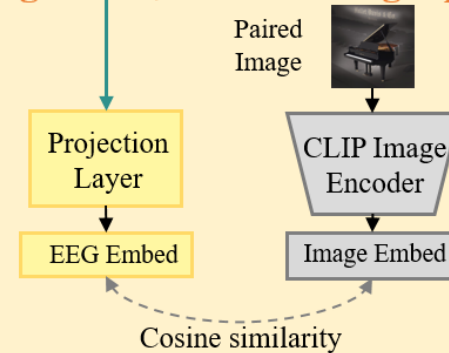 Paired
Image
Projection
Layer
CLIP Image
Encoder
EEG Embed
Image Embed
Cosine similarity